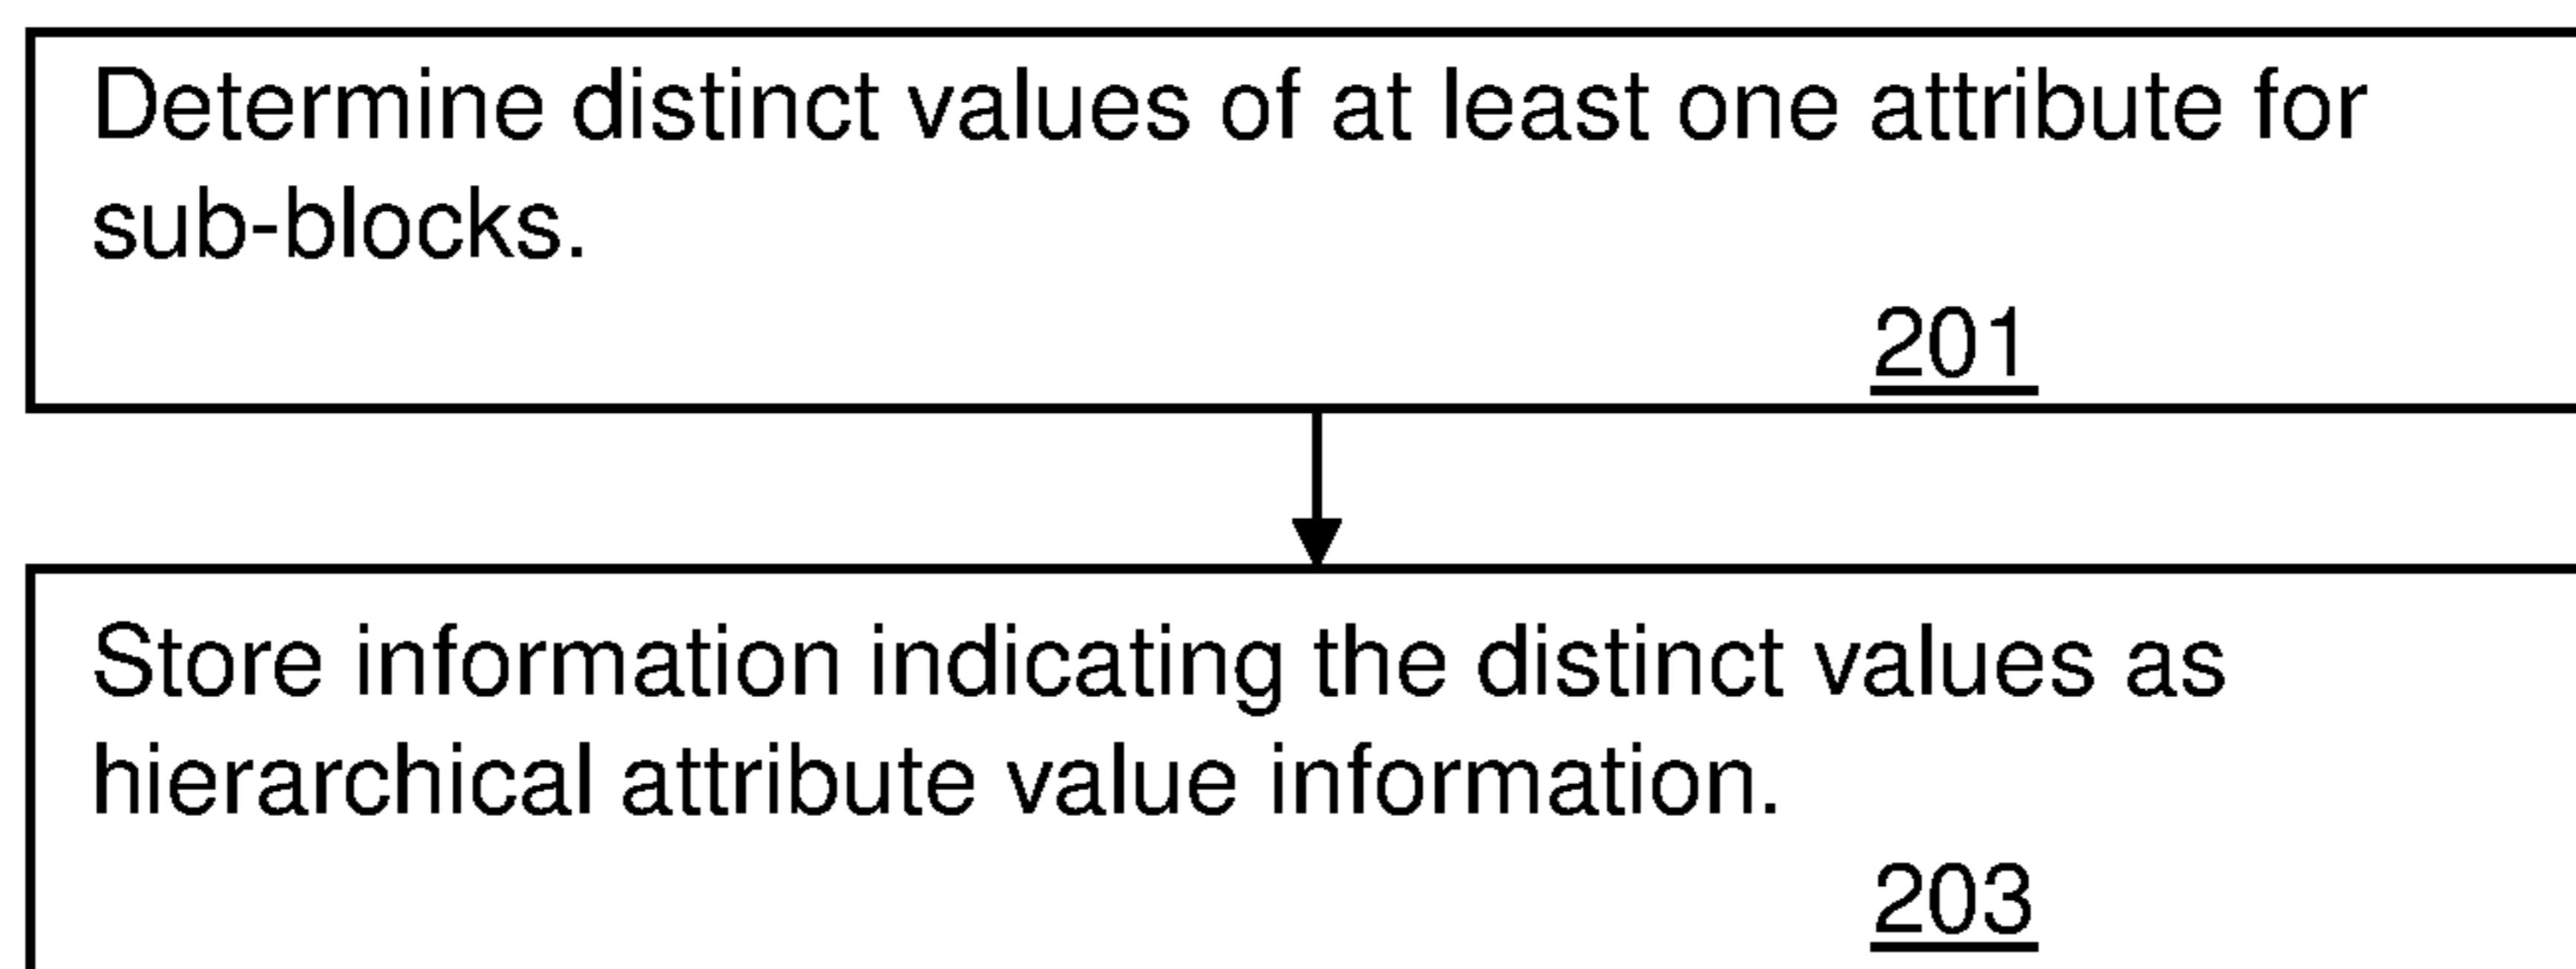 Determine distinct values of at least one attribute for
sub-blocks.
201
Store information indicating the distinct values as
hierarchical attribute value information.
203